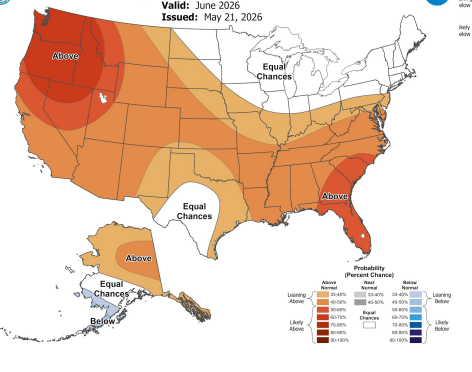 Valid: June 2026
Issued: May 21, 2026
elow
ikely
elow
Above
Equal
Chances
Equal
Chances
Above
Above
Equal
Chances
Below
Probability
(Percent Chance)
Above
Normal
Near
Normal
Below
Normal
Leaning
Above
Likely
Above
33-40%
40-50%
50-60%
60-70%
70-80%
80-90%
90-100%
33-40%
40-50%
Equal
Chances
33-40%
40-50%
50-60%
60-70%
70-80%
80-90%
90-100%
Leaning
Below
Likely
Below